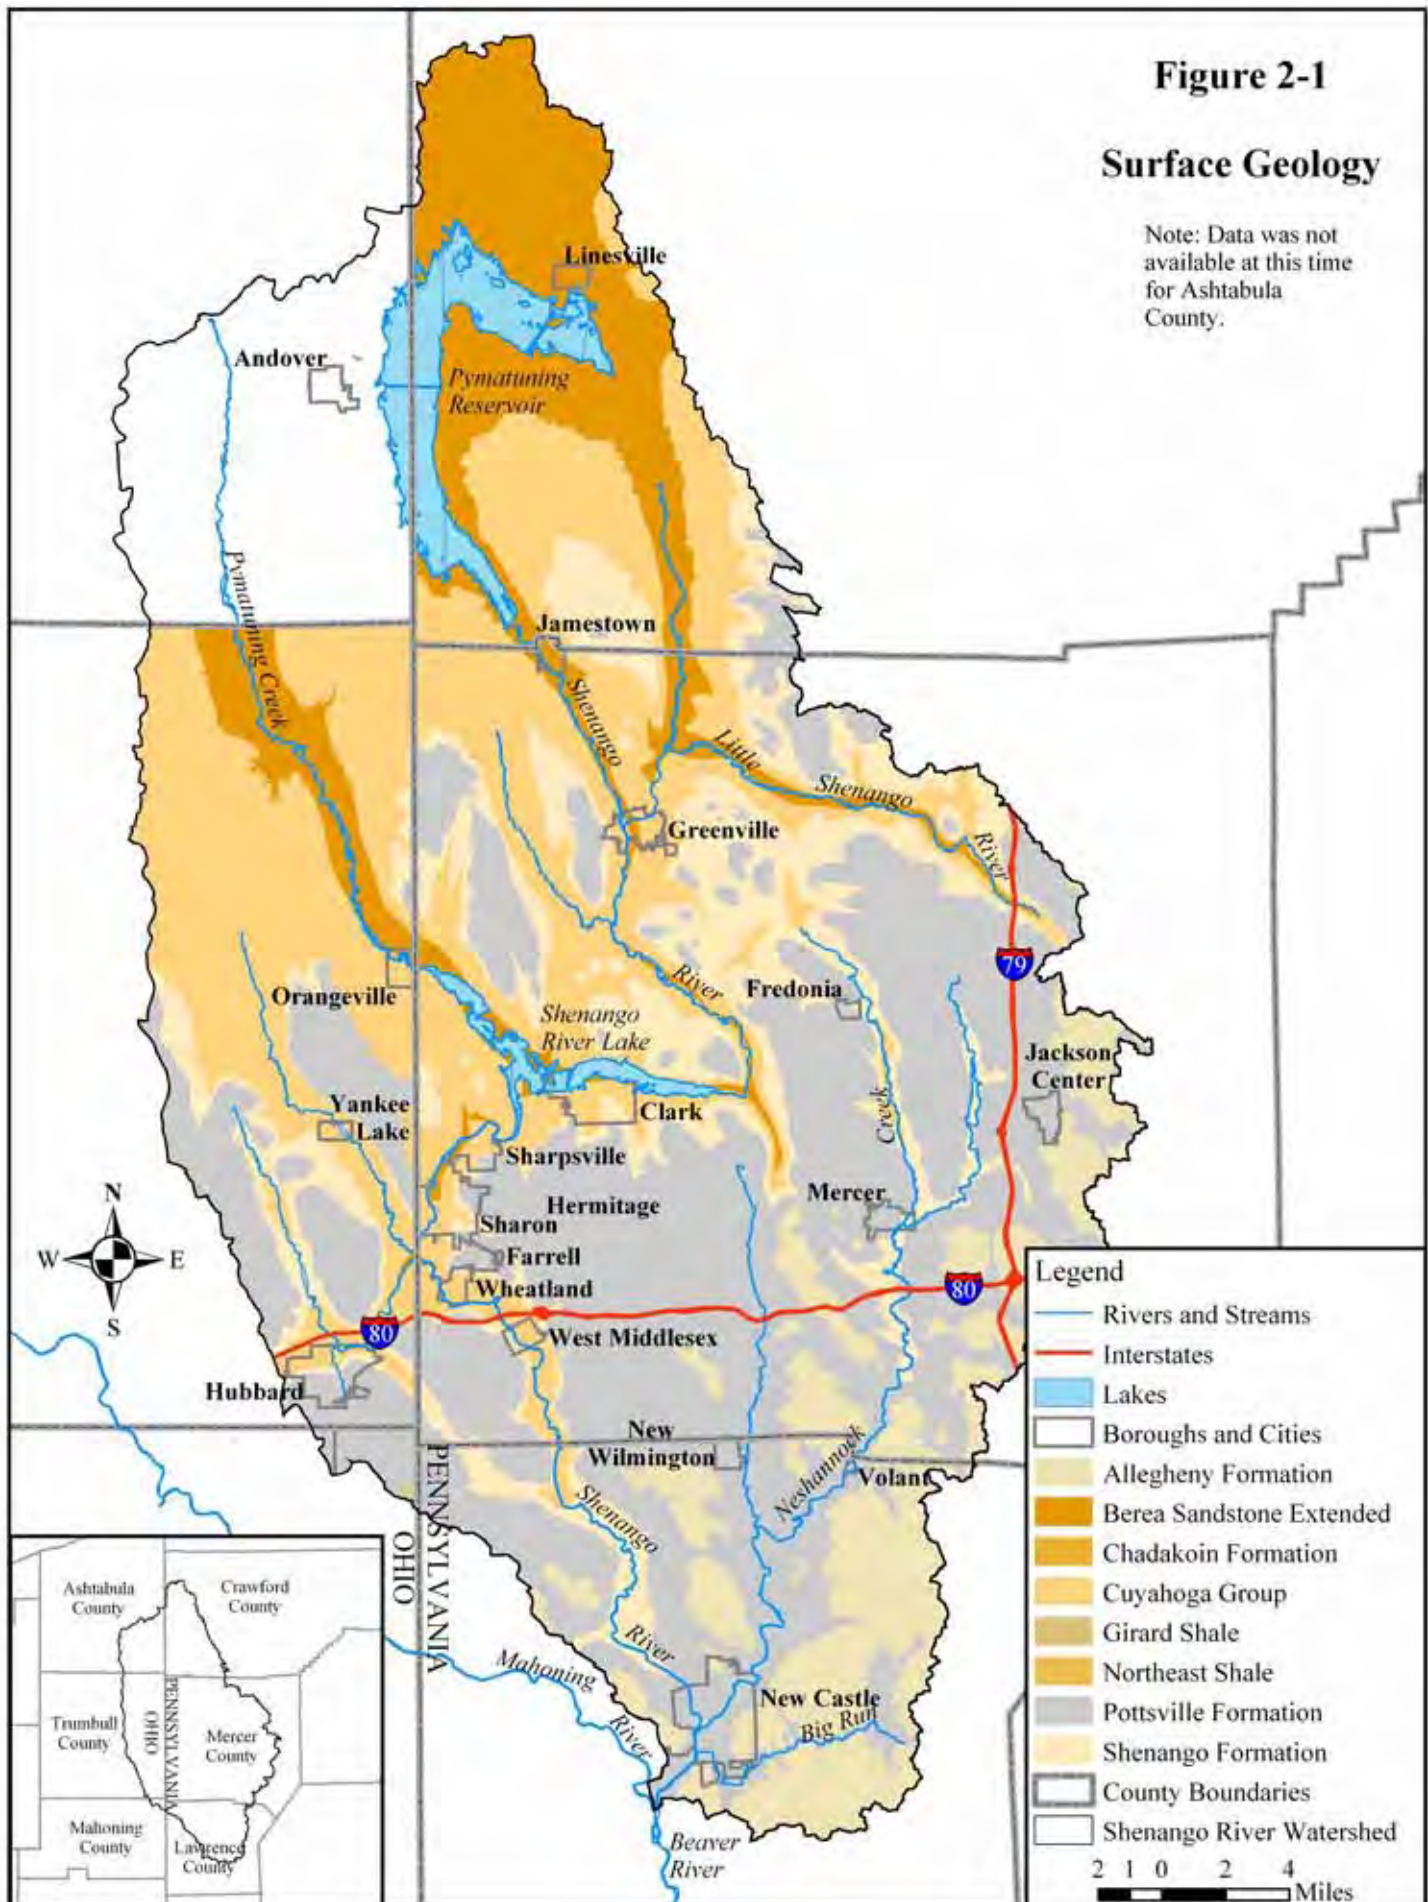 Figure 2-1
Surface Geology
Note: Data was not
available at this time
for Ashtabula
County.
Linesville
Andover
Pymatuning
Reservoir
Pymatuning Creek
Jamestown
Shenango
Little
Shenango
River
Greenville
79
River
Fredonia
Orangeville
Shenango
River Lake
Jackson
Center
Yankee
Lake
Clark
Creek
Sharpsville
Mercer
Hermitage
Sharon
Farrell
Wheatland
N
W
E
S
80
80
West Middlesex
Hubbard
New
Wilmington
Neshannock
Volant
PENNSYLVANIA
OHIO
Shenango
River
Mahoning
River
New Castle
Big Run
Beaver
River
Legend
Rivers and Streams
Interstates
Lakes
Boroughs and Cities
Allegheny Formation
Berea Sandstone Extended
Chadakoin Formation
Cuyahoga Group
Girard Shale
Northeast Shale
Pottsville Formation
Shenango Formation
County Boundaries
Shenango River Watershed
2 1 0 2 4
Miles
Ashtabula
County
Crawford
County
Trumbull
County
OHIO
PENNSYLVANIA
Mercer
County
Mahoning
County
Lawrence
County